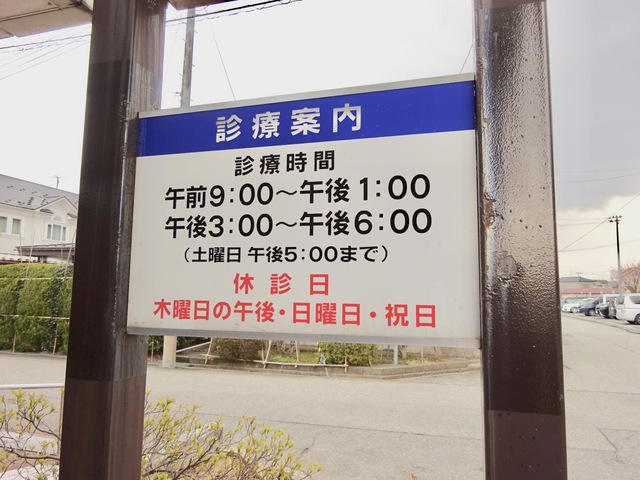 診療案内
診療時間
午前9:00〜午後1:00
午後3:00〜午後6:00
（土曜日 午後5:00まで）
休診日
木曜日の午後・日曜日・祝日